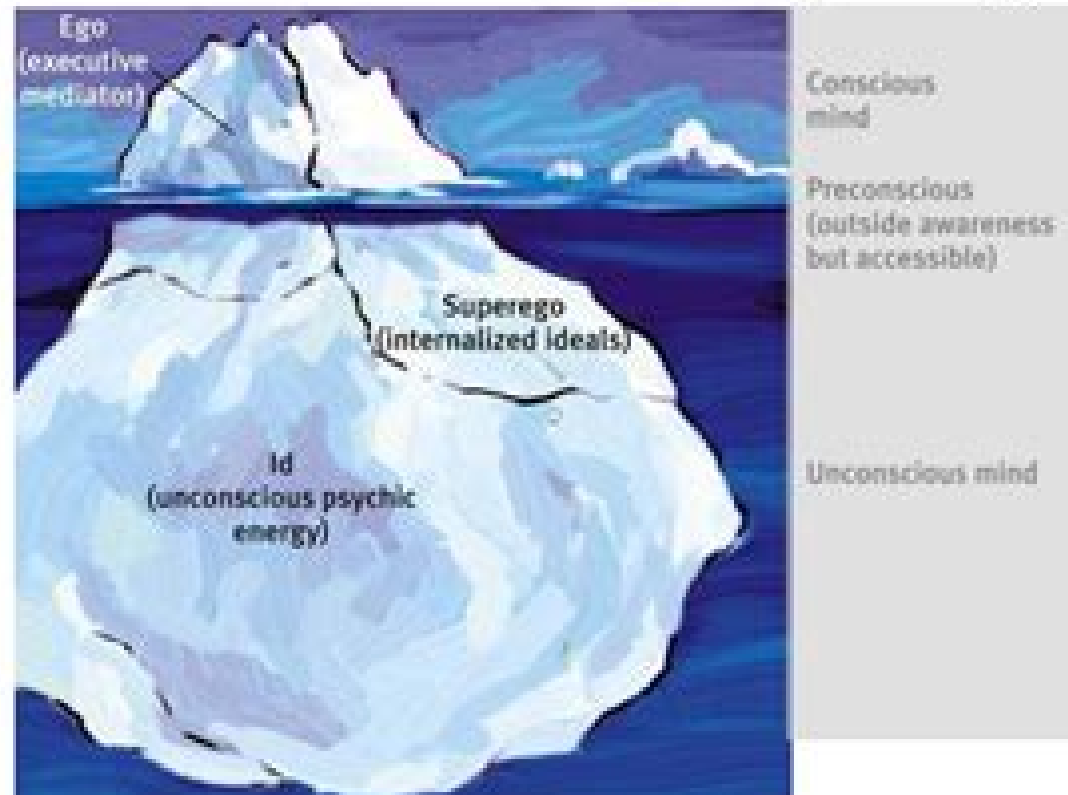 Ego
(executive
mediator)
Conscious
mind
Preconscious
(outside awareness
but accessible)
Superego
(internalized ideals)
Id
(unconscious psychic
energy)
Unconscious mind